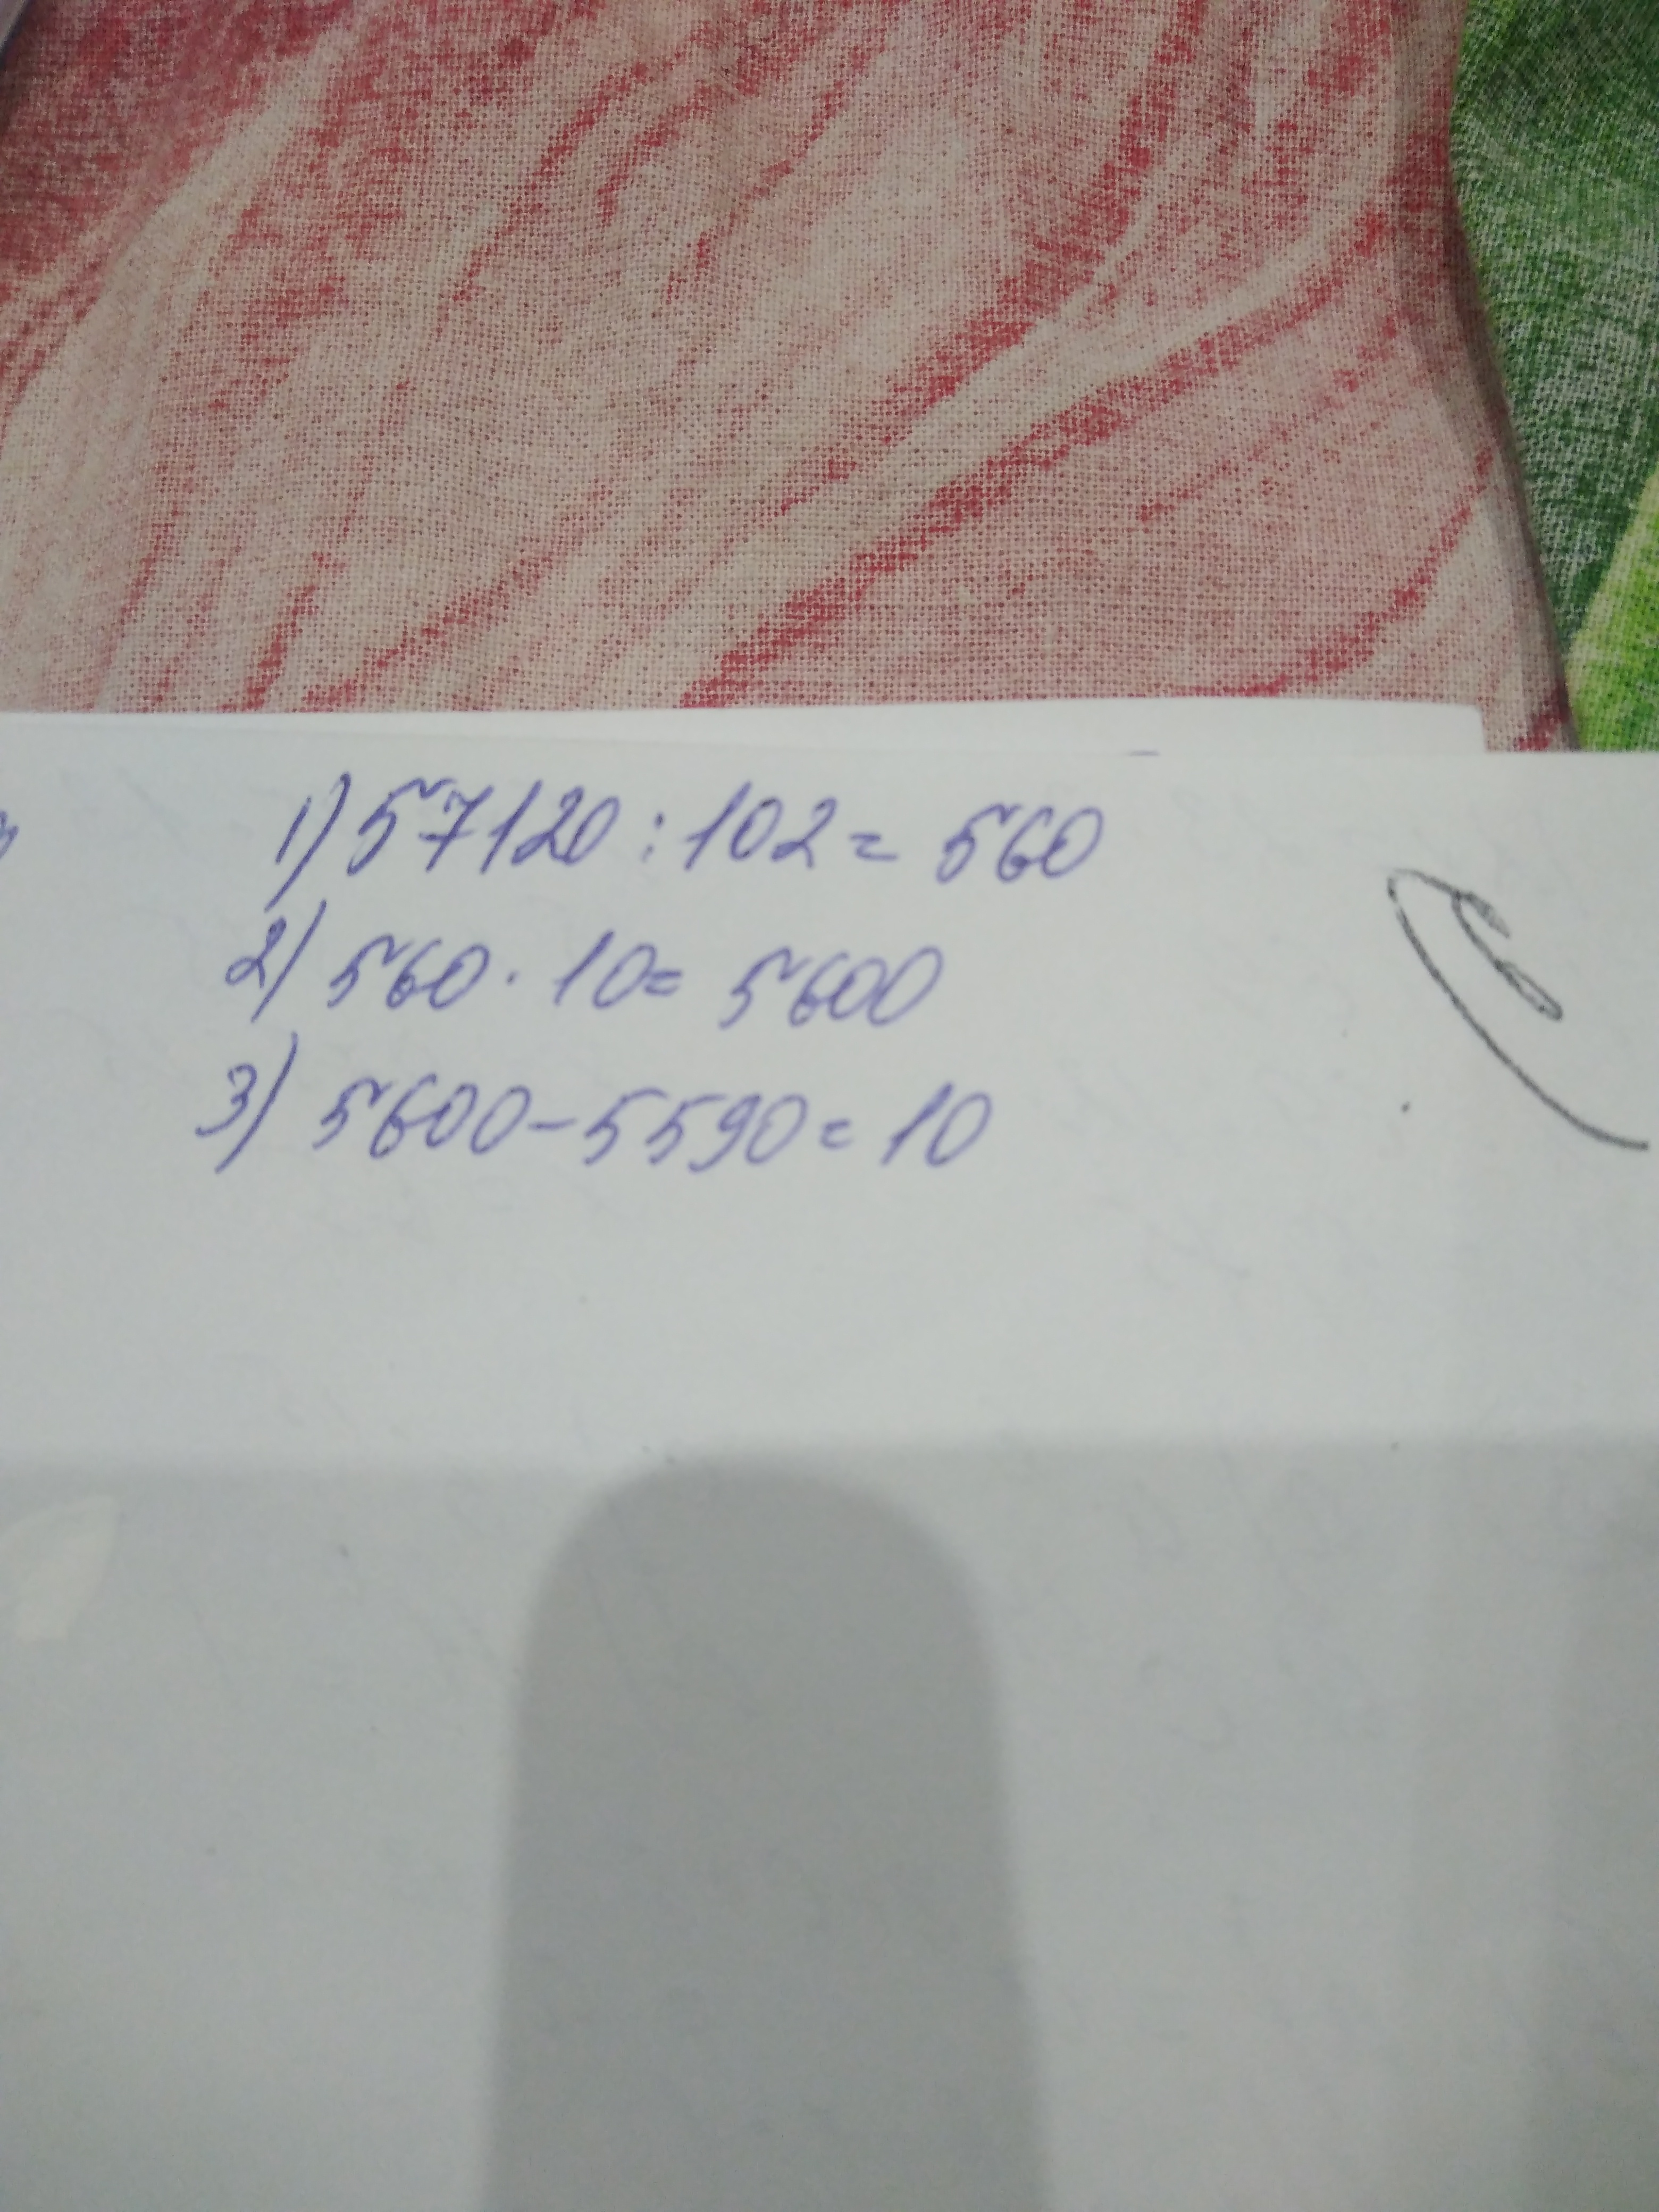 1) 57120 : 102 = 560
2) 560 · 10 = 5600
3) 5600 - 5590 = 10